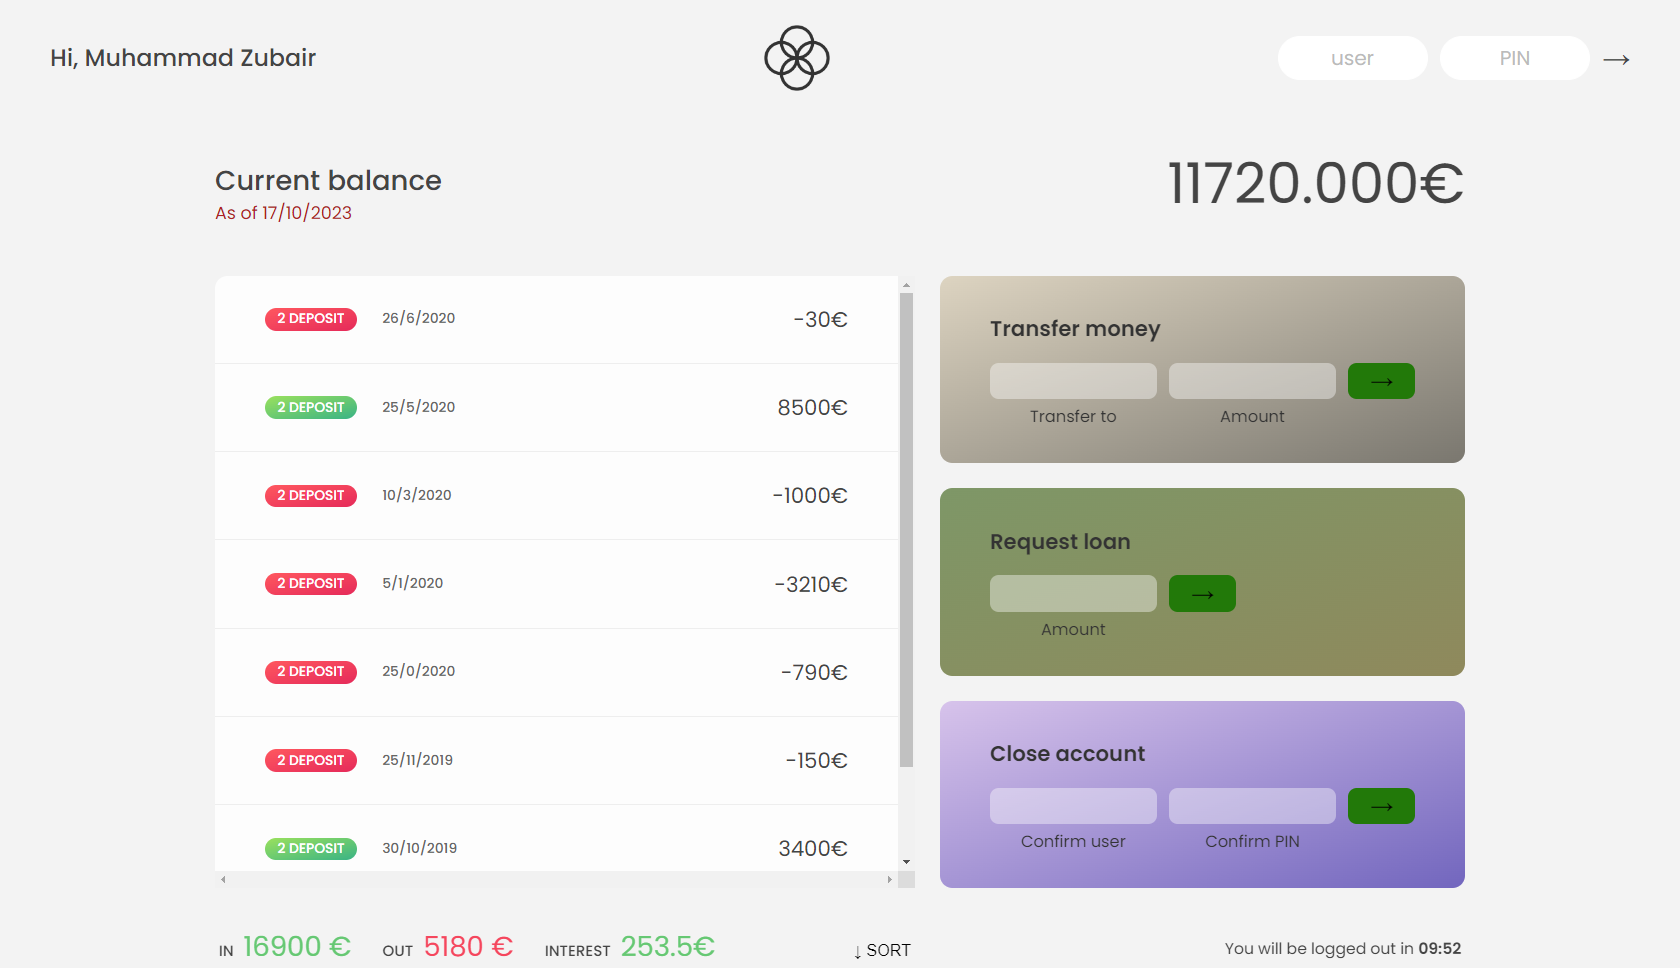 Hi, Muhammad Zubair
user
PIN
→
Current balance
As of 17/10/2023
11720.000€
2 DEPOSIT 26/6/2020 -30€
2 DEPOSIT 25/5/2020 8500€
2 DEPOSIT 10/3/2020 -1000€
2 DEPOSIT 5/1/2020 -3210€
2 DEPOSIT 25/0/2020 -790€
2 DEPOSIT 25/11/2019 -150€
2 DEPOSIT 30/10/2019 3400€
Transfer money
→
Transfer to Amount
Request loan
→
Amount
Close account
→
Confirm user Confirm PIN
IN 16900 € OUT 5180 € INTEREST 253.5€ ↓ SORT
You will be logged out in 09:52